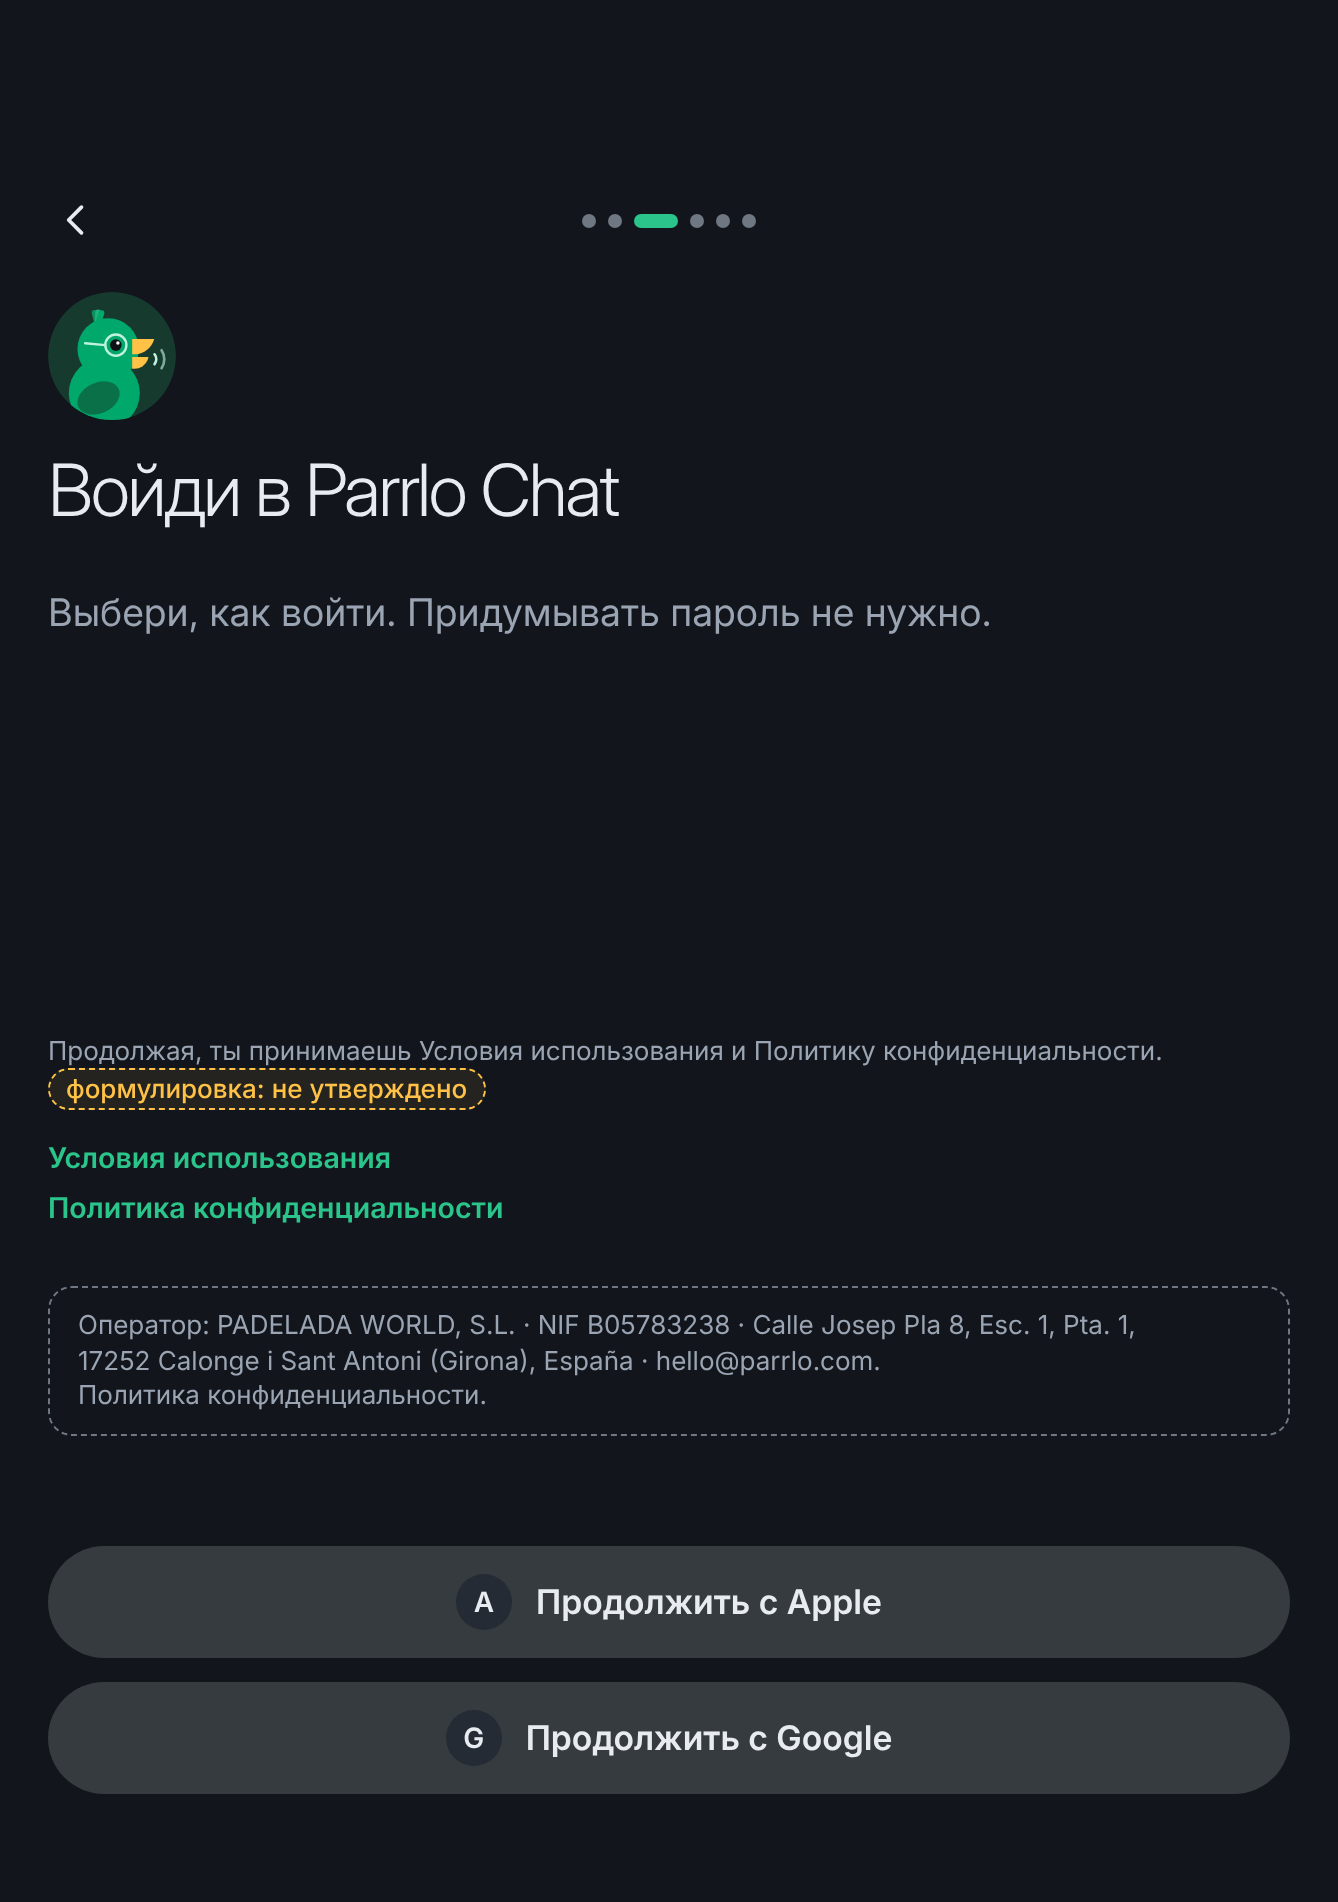 Войди в Parrlo Chat
Выбери, как войти. Придумывать пароль не нужно.
Продолжая, ты принимаешь Условия использования и Политику конфиденциальности.
формулировка: не утверждено
Условия использования
Политика конфиденциальности
Оператор: PADELADA WORLD, S.L. · NIF B05783238 · Calle Josep Pla 8, Esc. 1, Pta. 1,
17252 Calonge i Sant Antoni (Girona), España · hello@parrlo.com.
Политика конфиденциальности.
A Продолжить с Apple
G Продолжить с Google